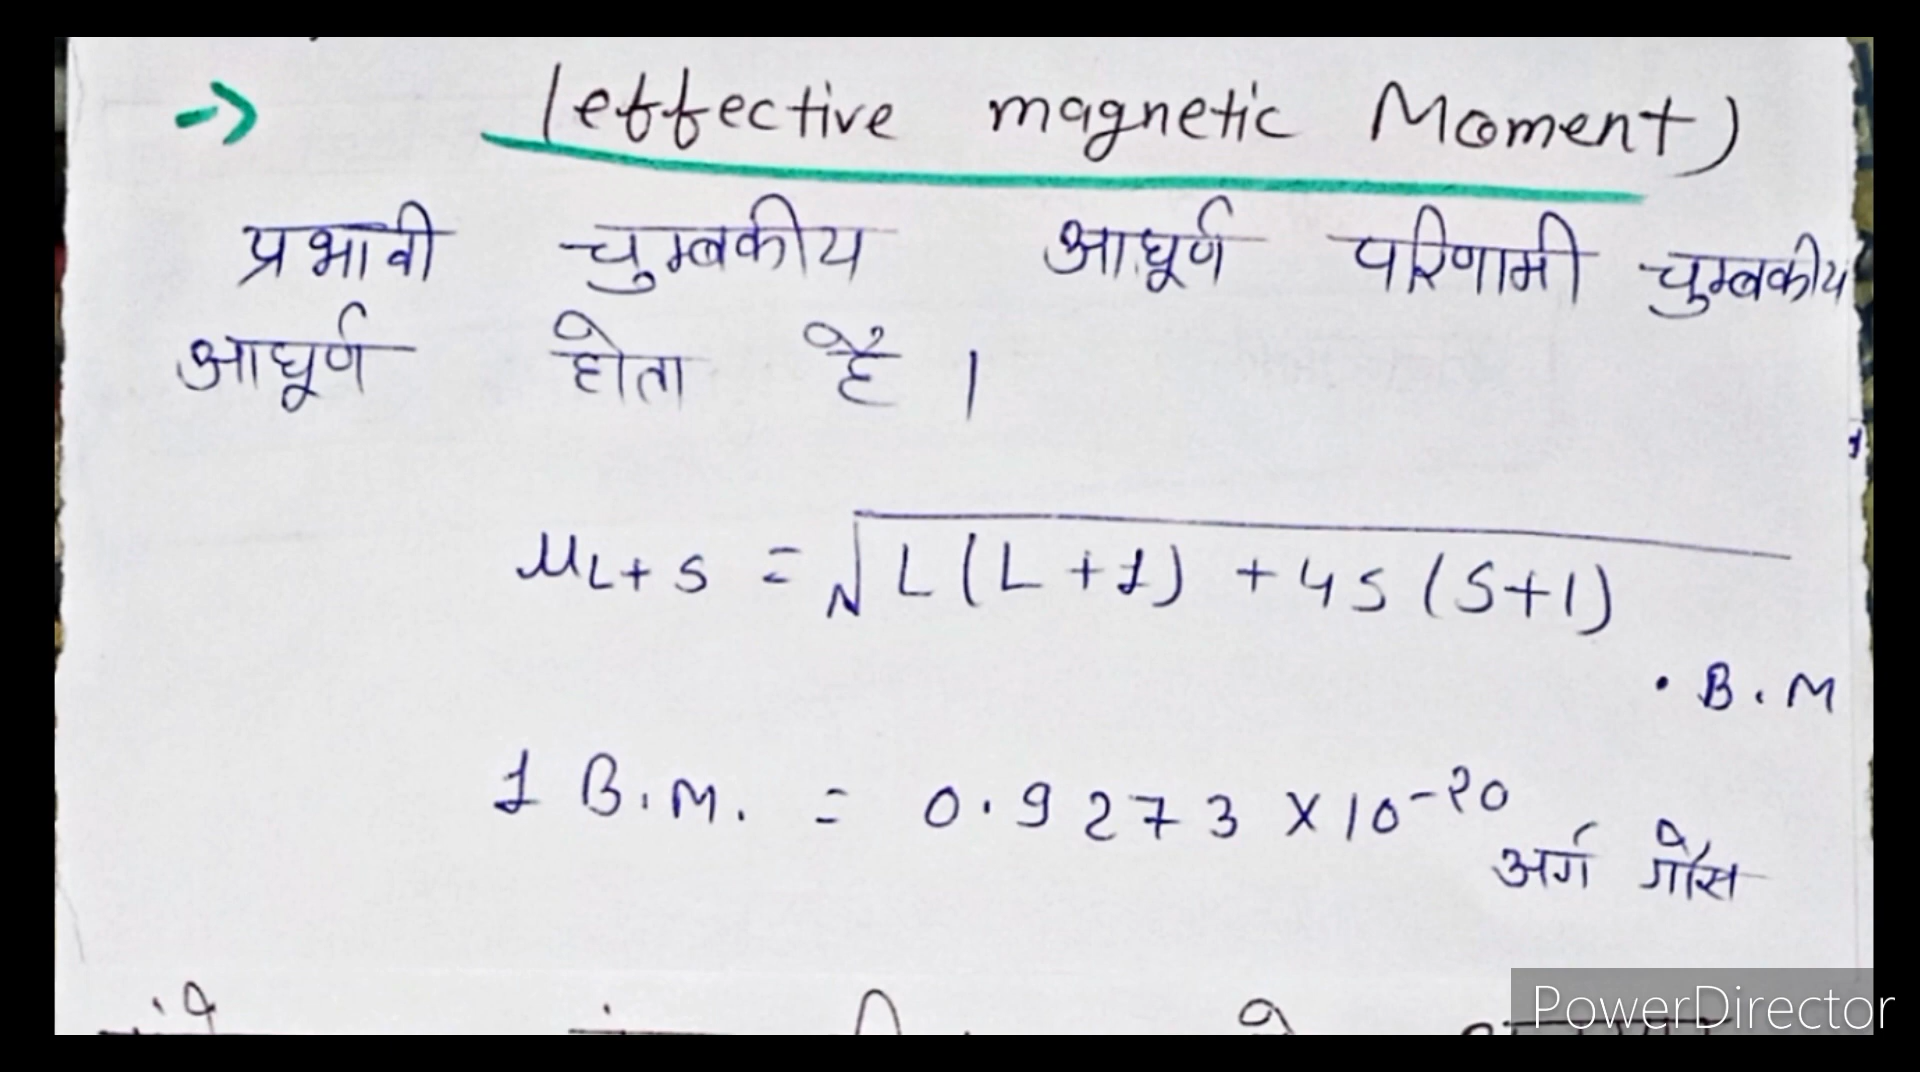 → (effective magnetic Moment)
प्रभावी चुम्बकीय आघूर्ण परिणामी चुम्बकीय
आघूर्ण होता है ।
μL+s = √L(L+1) + 4s(S+1)
. B.M
1 B.M. = 0.9273 X10⁻²⁰
अर्ग गौस
PowerDirector